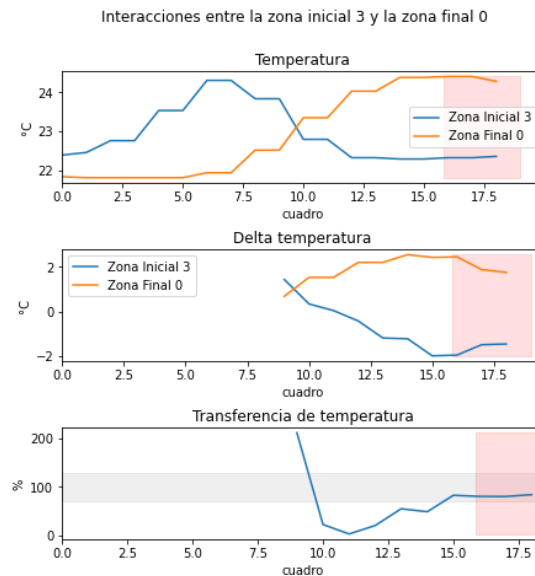 Interacciones entre la zona inicial 3 y la zona final 0
Temperatura
24
23
22
°C
Zona Inicial 3
Zona Final 0
0.0 2.5 5.0 7.5 10.0 12.5 15.0 17.5
cuadro
Delta temperatura
2
0
−2
°C
Zona Inicial 3
Zona Final 0
0.0 2.5 5.0 7.5 10.0 12.5 15.0 17.5
cuadro
Transferencia de temperatura
200
100
0
%
0.0 2.5 5.0 7.5 10.0 12.5 15.0 17.5
cuadro